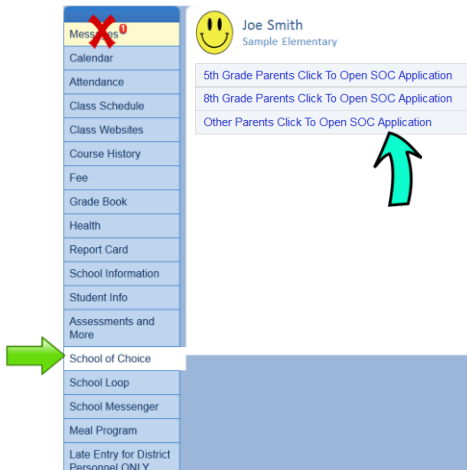 Messages
Calendar
Attendance
Class Schedule
Class Websites
Course History
Fee
Grade Book
Health
Report Card
School Information
Student Info
Assessments and
More
School of Choice
School Loop
School Messenger
Meal Program
Late Entry for District
Personnel ONLY
Joe Smith
Sample Elementary
5th Grade Parents Click To Open SOC Application
8th Grade Parents Click To Open SOC Application
Other Parents Click To Open SOC Application